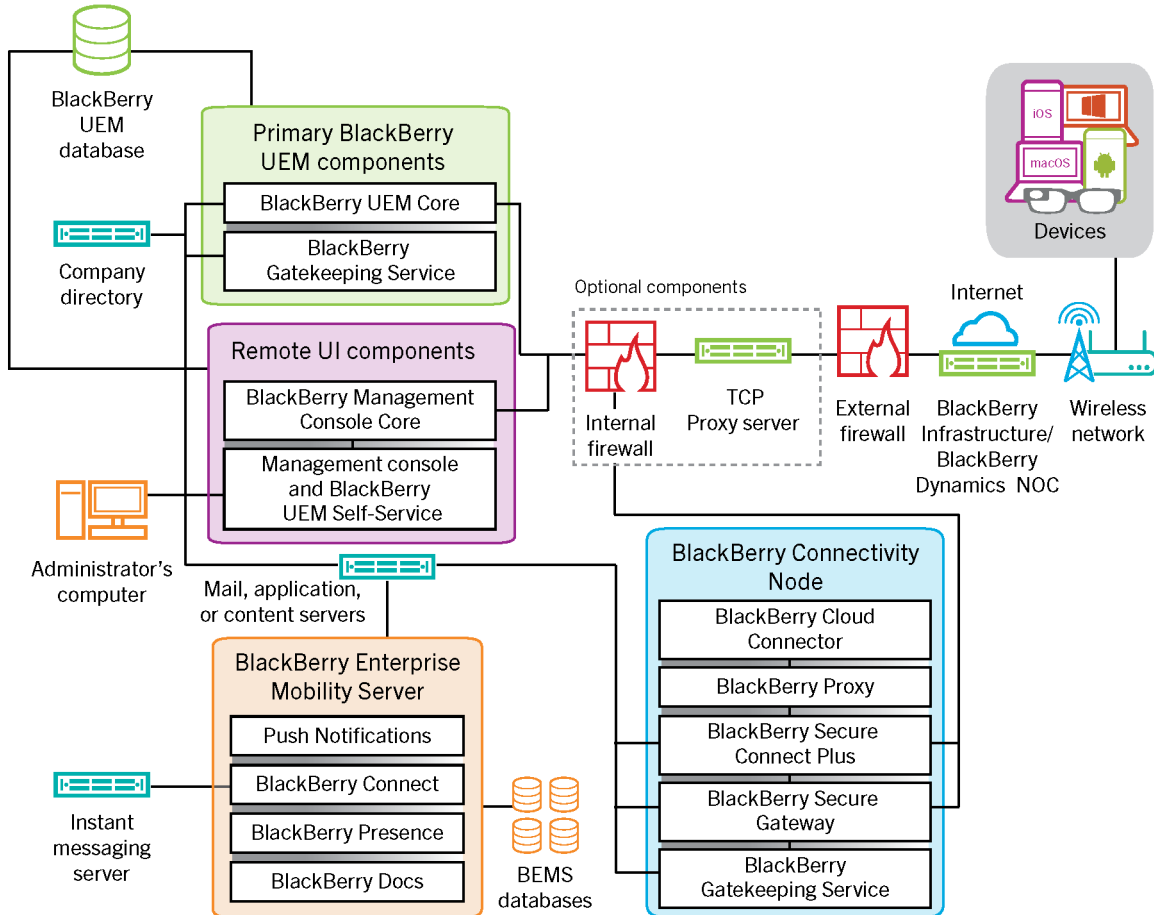 BlackBerry
UEM
database
Primary BlackBerry
UEM components
BlackBerry UEM Core
BlackBerry
Gatekeeping Service
Company
directory
Remote UI components
BlackBerry Management
Console Core
Management console
and BlackBerry
UEM Self-Service
Administrator's
computer
Mail, application,
or content servers
BlackBerry Enterprise
Mobility Server
Push Notifications
BlackBerry Connect
BlackBerry Presence
BlackBerry Docs
Instant
messaging
server
BEMS
databases
Optional components
Internal
firewall
TCP
Proxy server
External
firewall
Internet
BlackBerry
Infrastructure/
BlackBerry
Dynamics NOC
Wireless
network
iOS
macOS
Devices
BlackBerry Connectivity
Node
BlackBerry Cloud
Connector
BlackBerry Proxy
BlackBerry Secure
Connect Plus
BlackBerry Secure
Gateway
BlackBerry
Gatekeeping Service